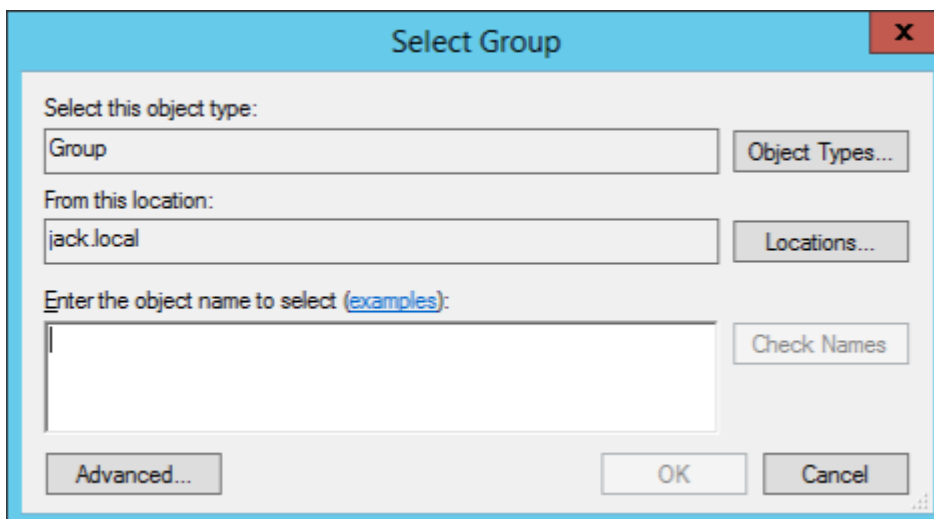 Select Group
x
Select this object type:
Group
Object Types...
From this location:
jack.local
Locations...
Enter the object name to select (examples):
Check Names
Advanced...
OK
Cancel